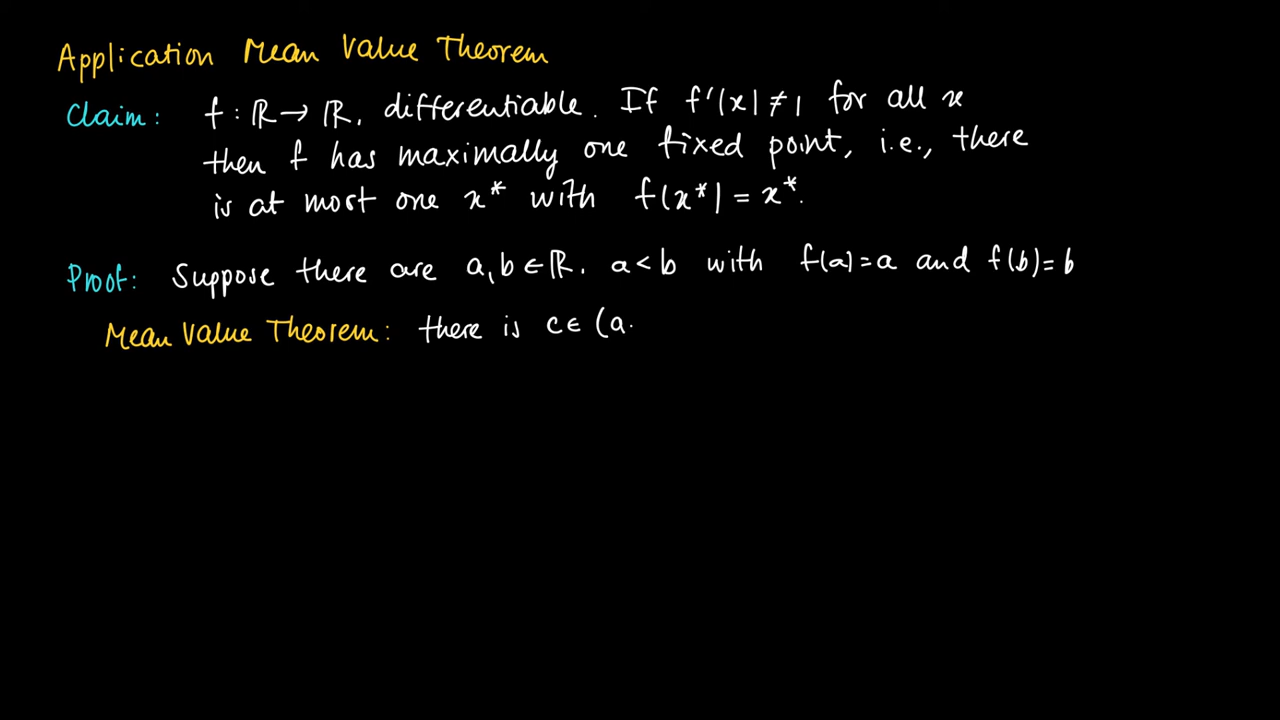 Application Mean Value Theorem
Claim: f : ℝ → ℝ, differentiable. If f'(x) ≠ 1 for all x
then f has maximally one fixed point, i.e., there
is at most one x* with f(x*) = x*.
Proof: Suppose there are a, b ∈ ℝ, a < b with f(a) = a and f(b) = b
Mean Value Theorem: there is c ∈ (a,